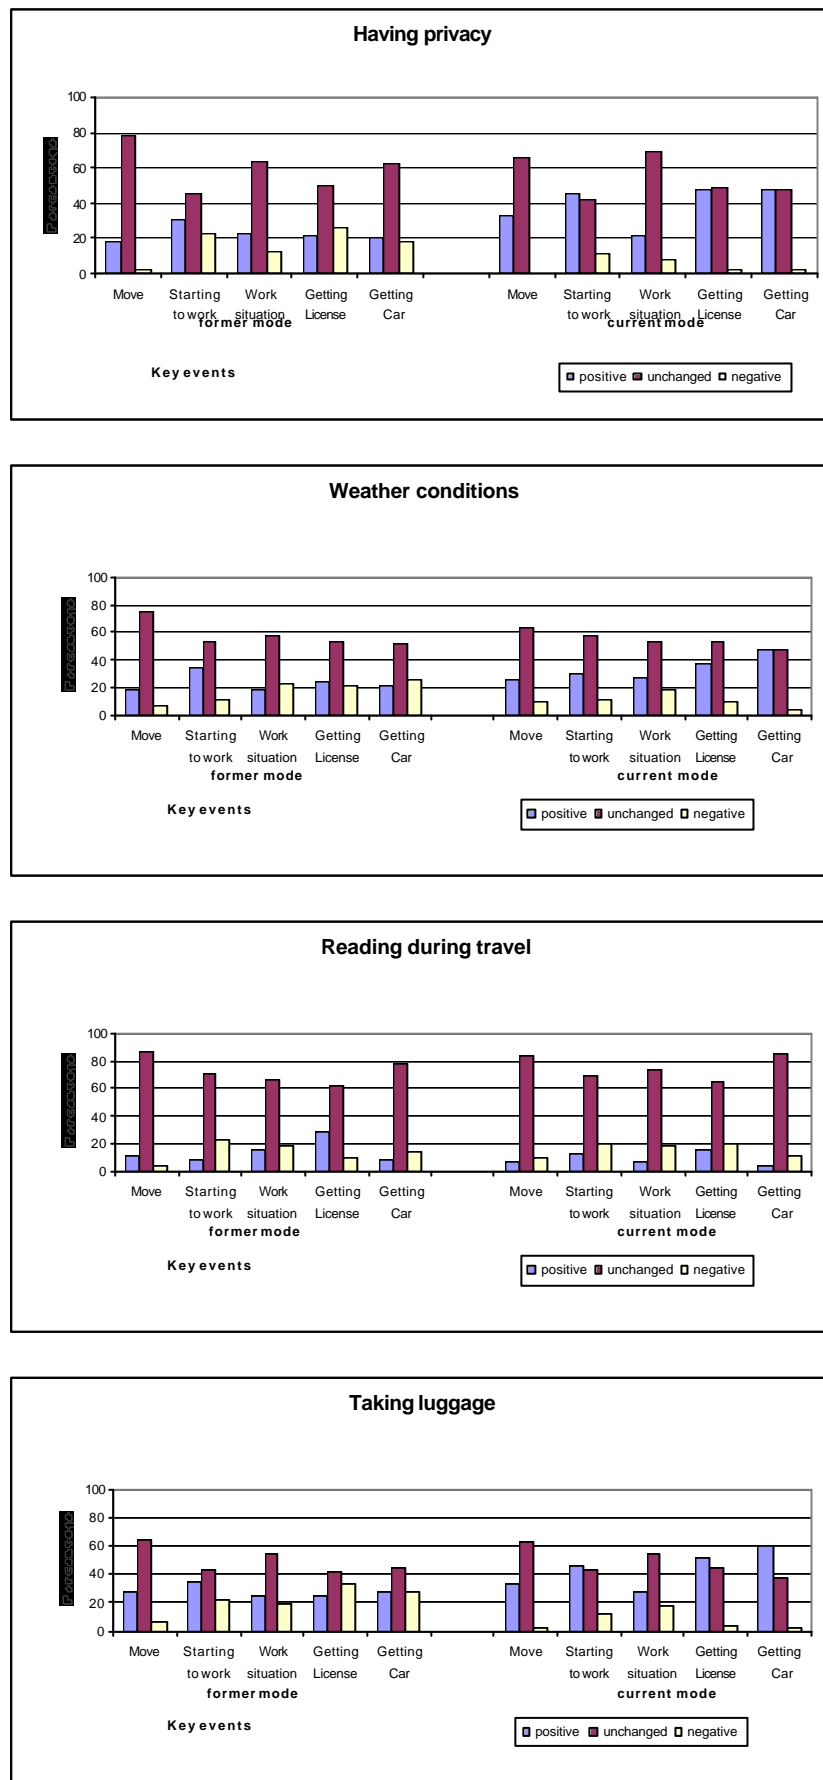 Having privacy
100
80
60
40
20
0
Move Starting to work Work situation Getting License Getting Car Move Starting to work Work situation Getting License Getting Car
former mode current mode
Key events
positive unchanged negative
Weather conditions
100
80
60
40
20
0
Move Starting to work Work situation Getting License Getting Car Move Starting to work Work situation Getting License Getting Car
former mode current mode
Key events
positive unchanged negative
Reading during travel
100
80
60
40
20
0
Move Starting to work Work situation Getting License Getting Car Move Starting to work Work situation Getting License Getting Car
former mode current mode
Key events
positive unchanged negative
Taking luggage
100
80
60
40
20
0
Move Starting to work Work situation Getting License Getting Car Move Starting to work Work situation Getting License Getting Car
former mode current mode
Key events
positive unchanged negative